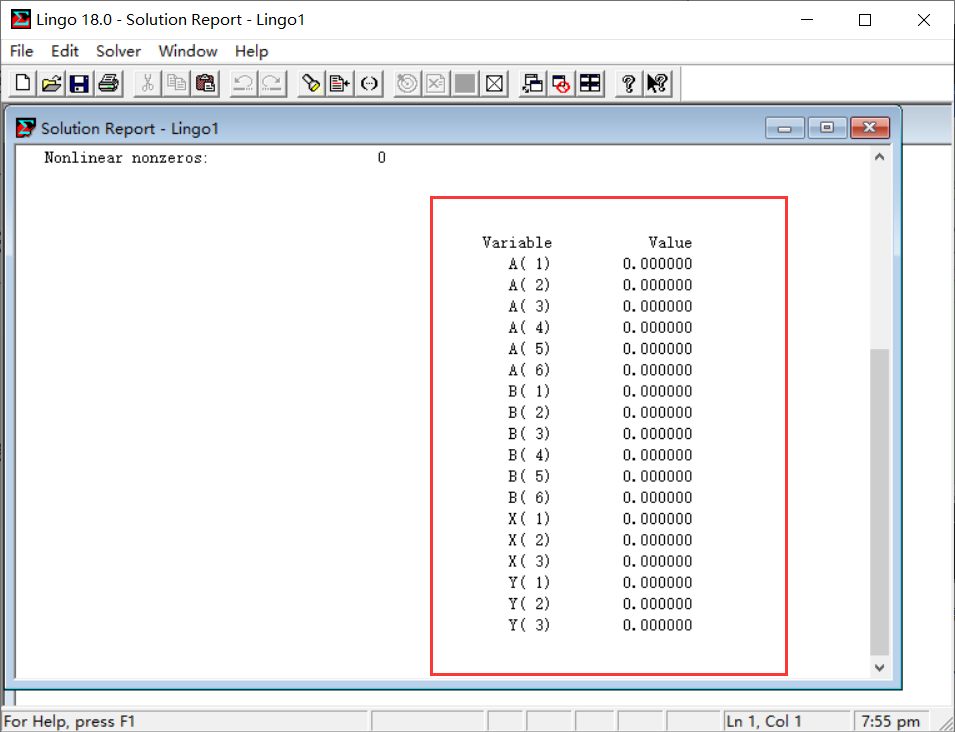 Lingo 18.0 - Solution Report - Lingo1
File Edit Solver Window Help
Solution Report - Lingo1
Nonlinear nonzeros: 0
Variable Value
A( 1) 0.000000
A( 2) 0.000000
A( 3) 0.000000
A( 4) 0.000000
A( 5) 0.000000
A( 6) 0.000000
B( 1) 0.000000
B( 2) 0.000000
B( 3) 0.000000
B( 4) 0.000000
B( 5) 0.000000
B( 6) 0.000000
X( 1) 0.000000
X( 2) 0.000000
X( 3) 0.000000
Y( 1) 0.000000
Y( 2) 0.000000
Y( 3) 0.000000
For Help, press F1 Ln 1, Col 1 7:55 pm